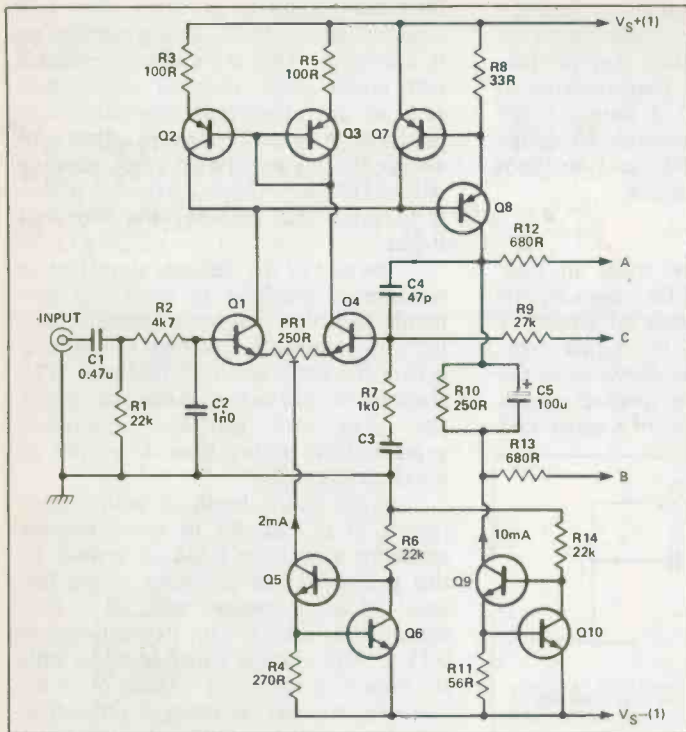 VS+(1)
R3
100R
R5
100R
R8
33R
Q2
Q3
Q7
Q8
R12
680R
A
INPUT
C1
0.47u
R2
4k7
Q1
PR1
250R
Q4
C4
47p
R9
27k
C
R1
22k
C2
1n0
R7
1k0
R10
250R
C5
100u
+
C3
R13
680R
B
2mA
R6
22k
10mA
R14
22k
Q5
Q6
Q9
Q10
R4
270R
R11
56R
VS–(1)